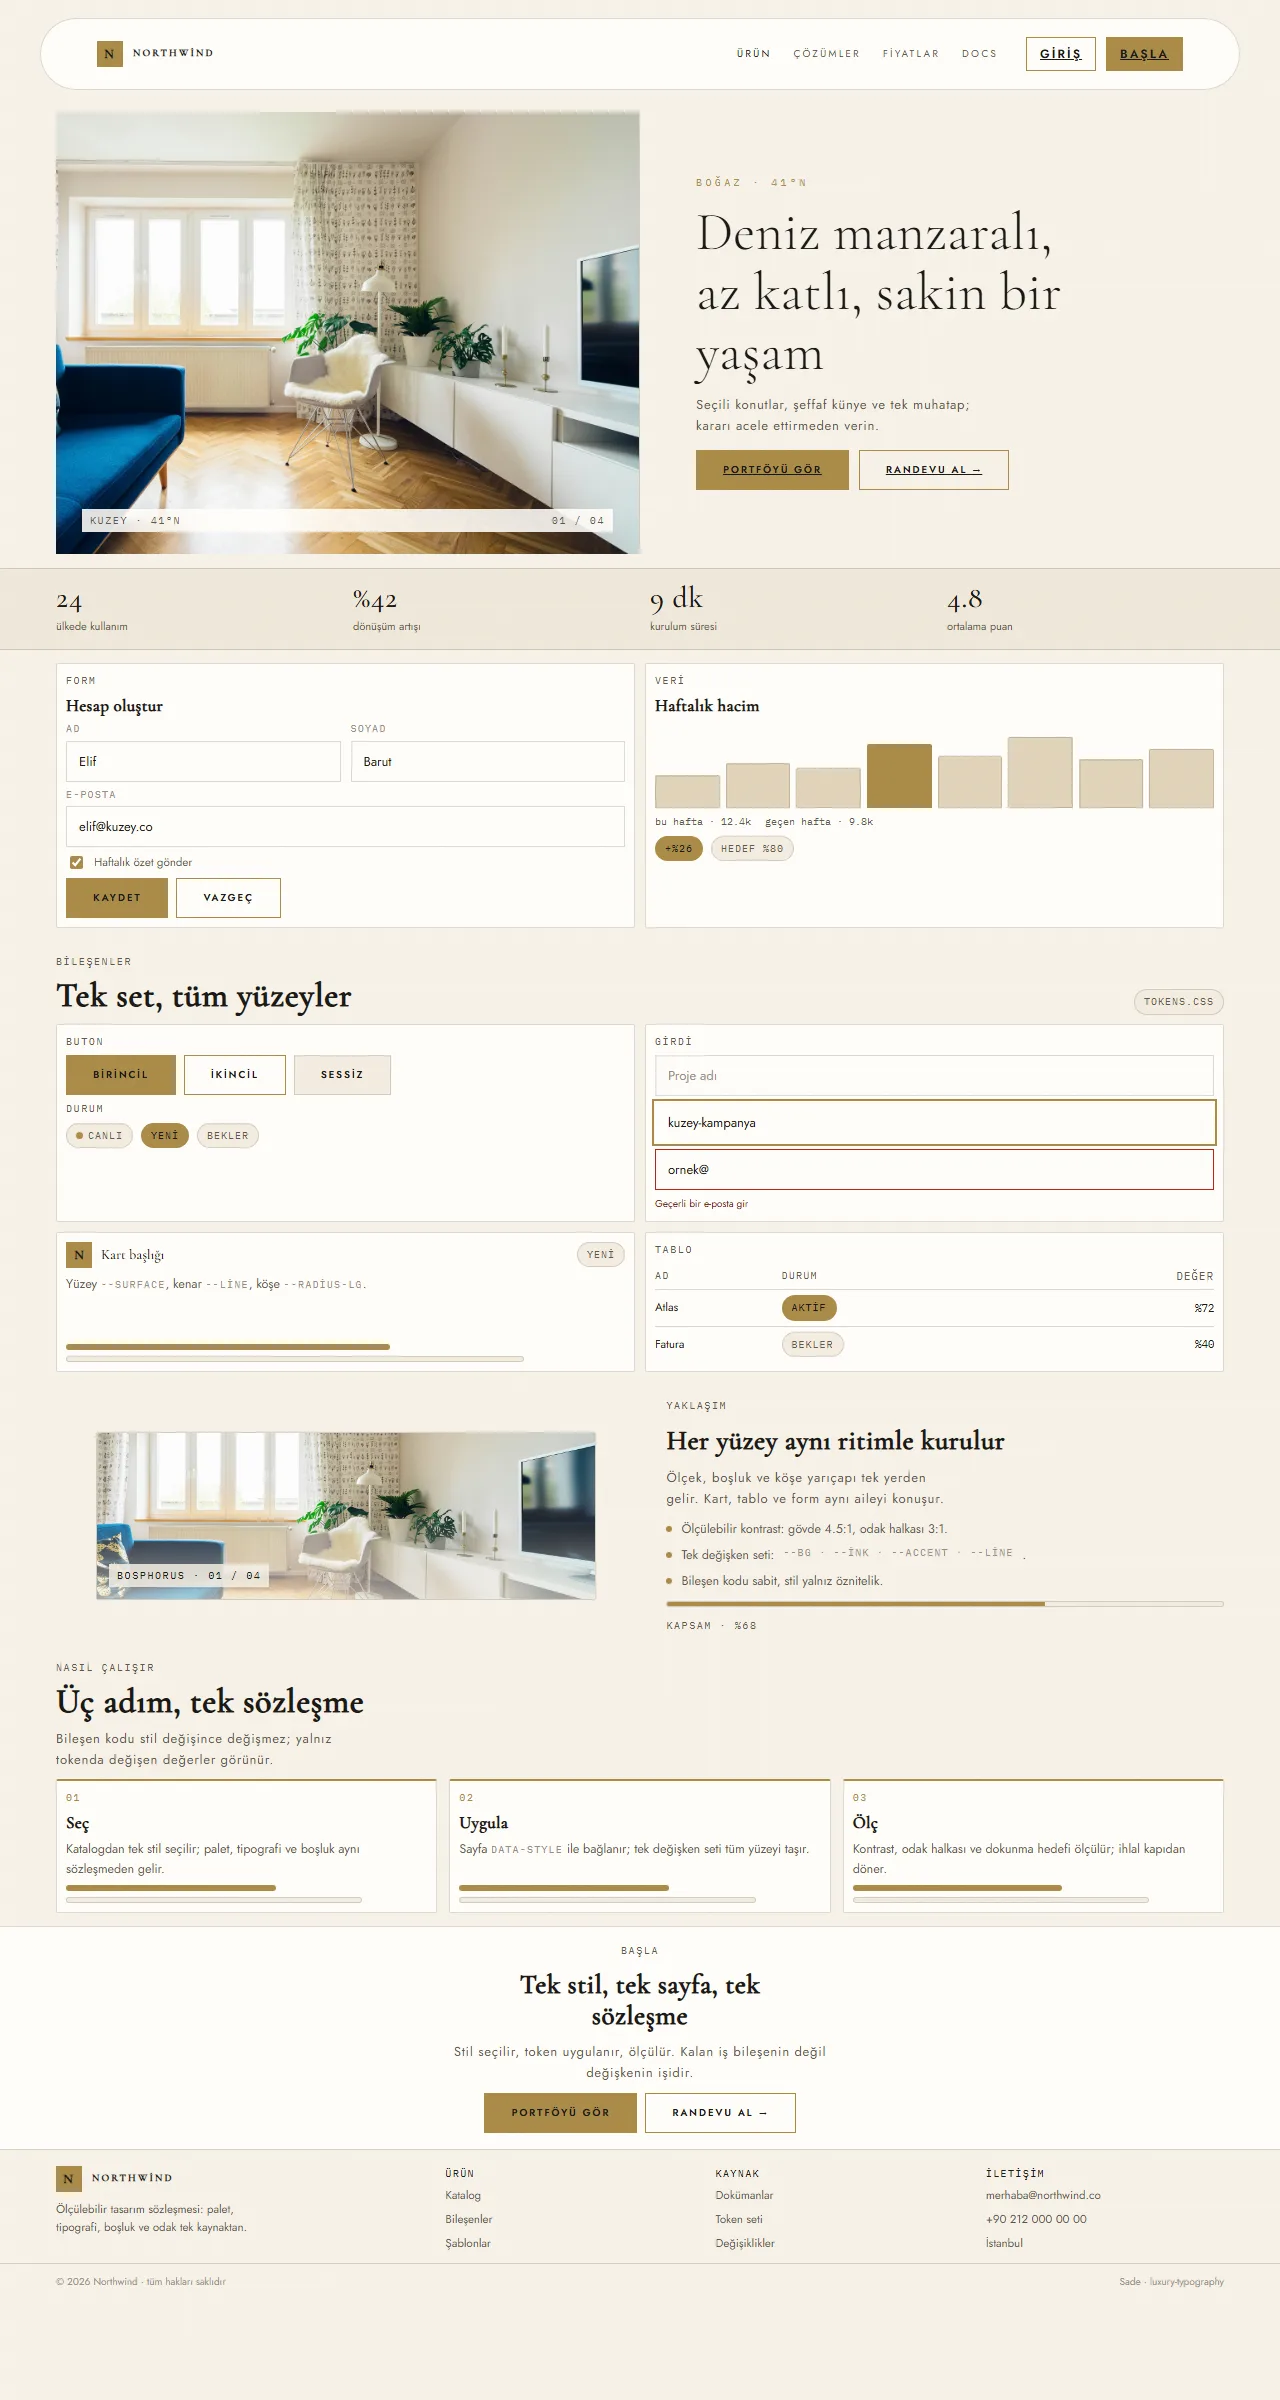 N NORTHWİND
ÜRÜN ÇÖZÜMLER FİYATLAR DOCS GİRİŞ BAŞLA
BOĞAZ · 41°N
Deniz manzaralı,
az katlı, sakin bir
yaşam
Seçili konutlar, şeffaf künye ve tek muhatap;
kararı acele ettirmeden verin.
PORTFÖYÜ GÖR RANDEVU AL →
KUZEY · 41°N 01 / 04
24 %42 9 dk 4.8
ülkede kullanım dönüşüm artışı kurulum süresi ortalama puan
FORM
Hesap oluştur
AD SOYAD
Elif Barut
E-POSTA
elif@kuzey.co
Haftalık özet gönder
KAYDET VAZGEÇ
VERİ
Haftalık hacim
bu hafta · 12.4k geçen hafta · 9.8k
+%26 HEDEF %80
BİLEŞENLER
Tek set, tüm yüzeyler
TOKENS.CSS
BUTON
BİRİNCİL İKİNCİL SESSİZ
DURUM
CANLI YENİ BEKLER
GİRDİ
Proje adı
kuzey-kampanya
ornek@
Geçerli bir e-posta gir
N Kart başlığı YENİ
Yüzey --SURFACE, kenar --LİNE, köşe --RADİUS-LG.
TABLO
AD DURUM DEĞER
Atlas AKTİF %72
Fatura BEKLER %40
BOSPHORUS · 01 / 04
YAKLAŞIM
Her yüzey aynı ritimle kurulur
Ölçek, boşluk ve köşe yarıçapı tek yerden
gelir. Kart, tablo ve form aynı aileyi konuşur.
Ölçülebilir kontrast: gövde 4.5:1, odak halkası 3:1.
Tek değişken seti: --BG · --İNK · --ACCENT · --LİNE .
Bileşen kodu sabit, stil yalnız öznitelik.
KAPSAM · %68
NASIL ÇALIŞIR
Üç adım, tek sözleşme
Bileşen kodu stil değişince değişmez; yalnız
tokenda değişen değerler görünür.
01
Seç
Katalogdan tek stil seçilir; palet, tipografi ve boşluk aynı
sözleşmeden gelir.
02
Uygula
Sayfa DATA-STYLE ile bağlanır; tek değişken seti tüm yüzeyi taşır.
03
Ölç
Kontrast, odak halkası ve dokunma hedefi ölçülür; ihlal kapıdan
döner.
BAŞLA
Tek stil, tek sayfa, tek
sözleşme
Stil seçilir, token uygulanır, ölçülür. Kalan iş bileşenin değil
değişkenin işidir.
PORTFÖYÜ GÖR RANDEVU AL →
N NORTHWİND
Ölçülebilir tasarım sözleşmesi: palet,
tipografi, boşluk ve odak tek kaynaktan.
ÜRÜN
Katalog
Bileşenler
Şablonlar
KAYNAK
Dokümanlar
Token seti
Değişiklikler
İLETİŞİM
merhaba@northwind.co
+90 212 000 00 00
İstanbul
© 2026 Northwind · tüm hakları saklıdır
Sade · luxury-typography